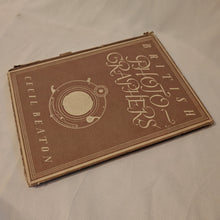 BRITISH
PHOTO-
GRAPHERS
CECIL BEATON